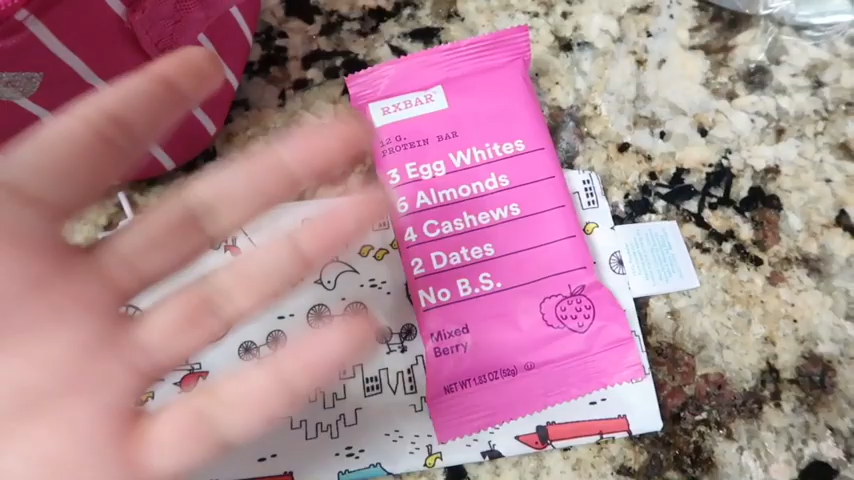 RXBAR
12 G.
PROTEIN BAR
3 Egg Whites
6 Almonds
4 Cashews
2 Dates
No B.S.
Mixed
Berry
NET WT 1.83 OZ (52g)